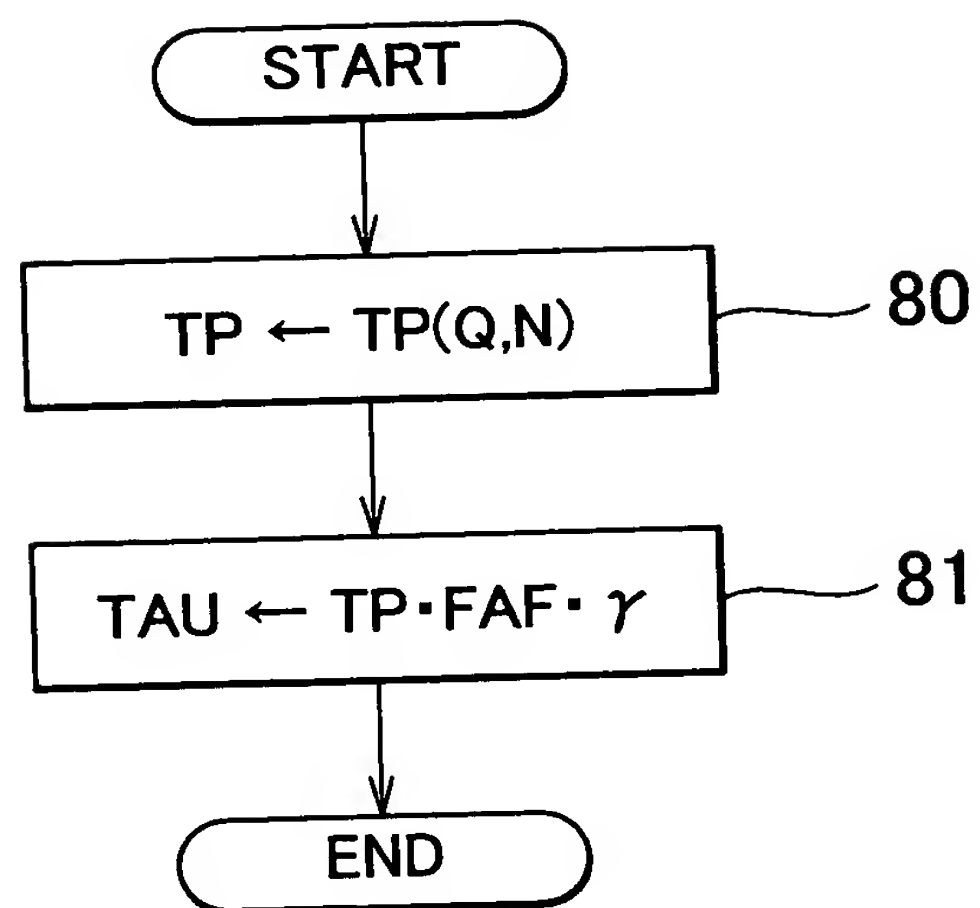 START
TP ← TP(Q,N)
80
TAU ← TP·FAF·γ
81
END